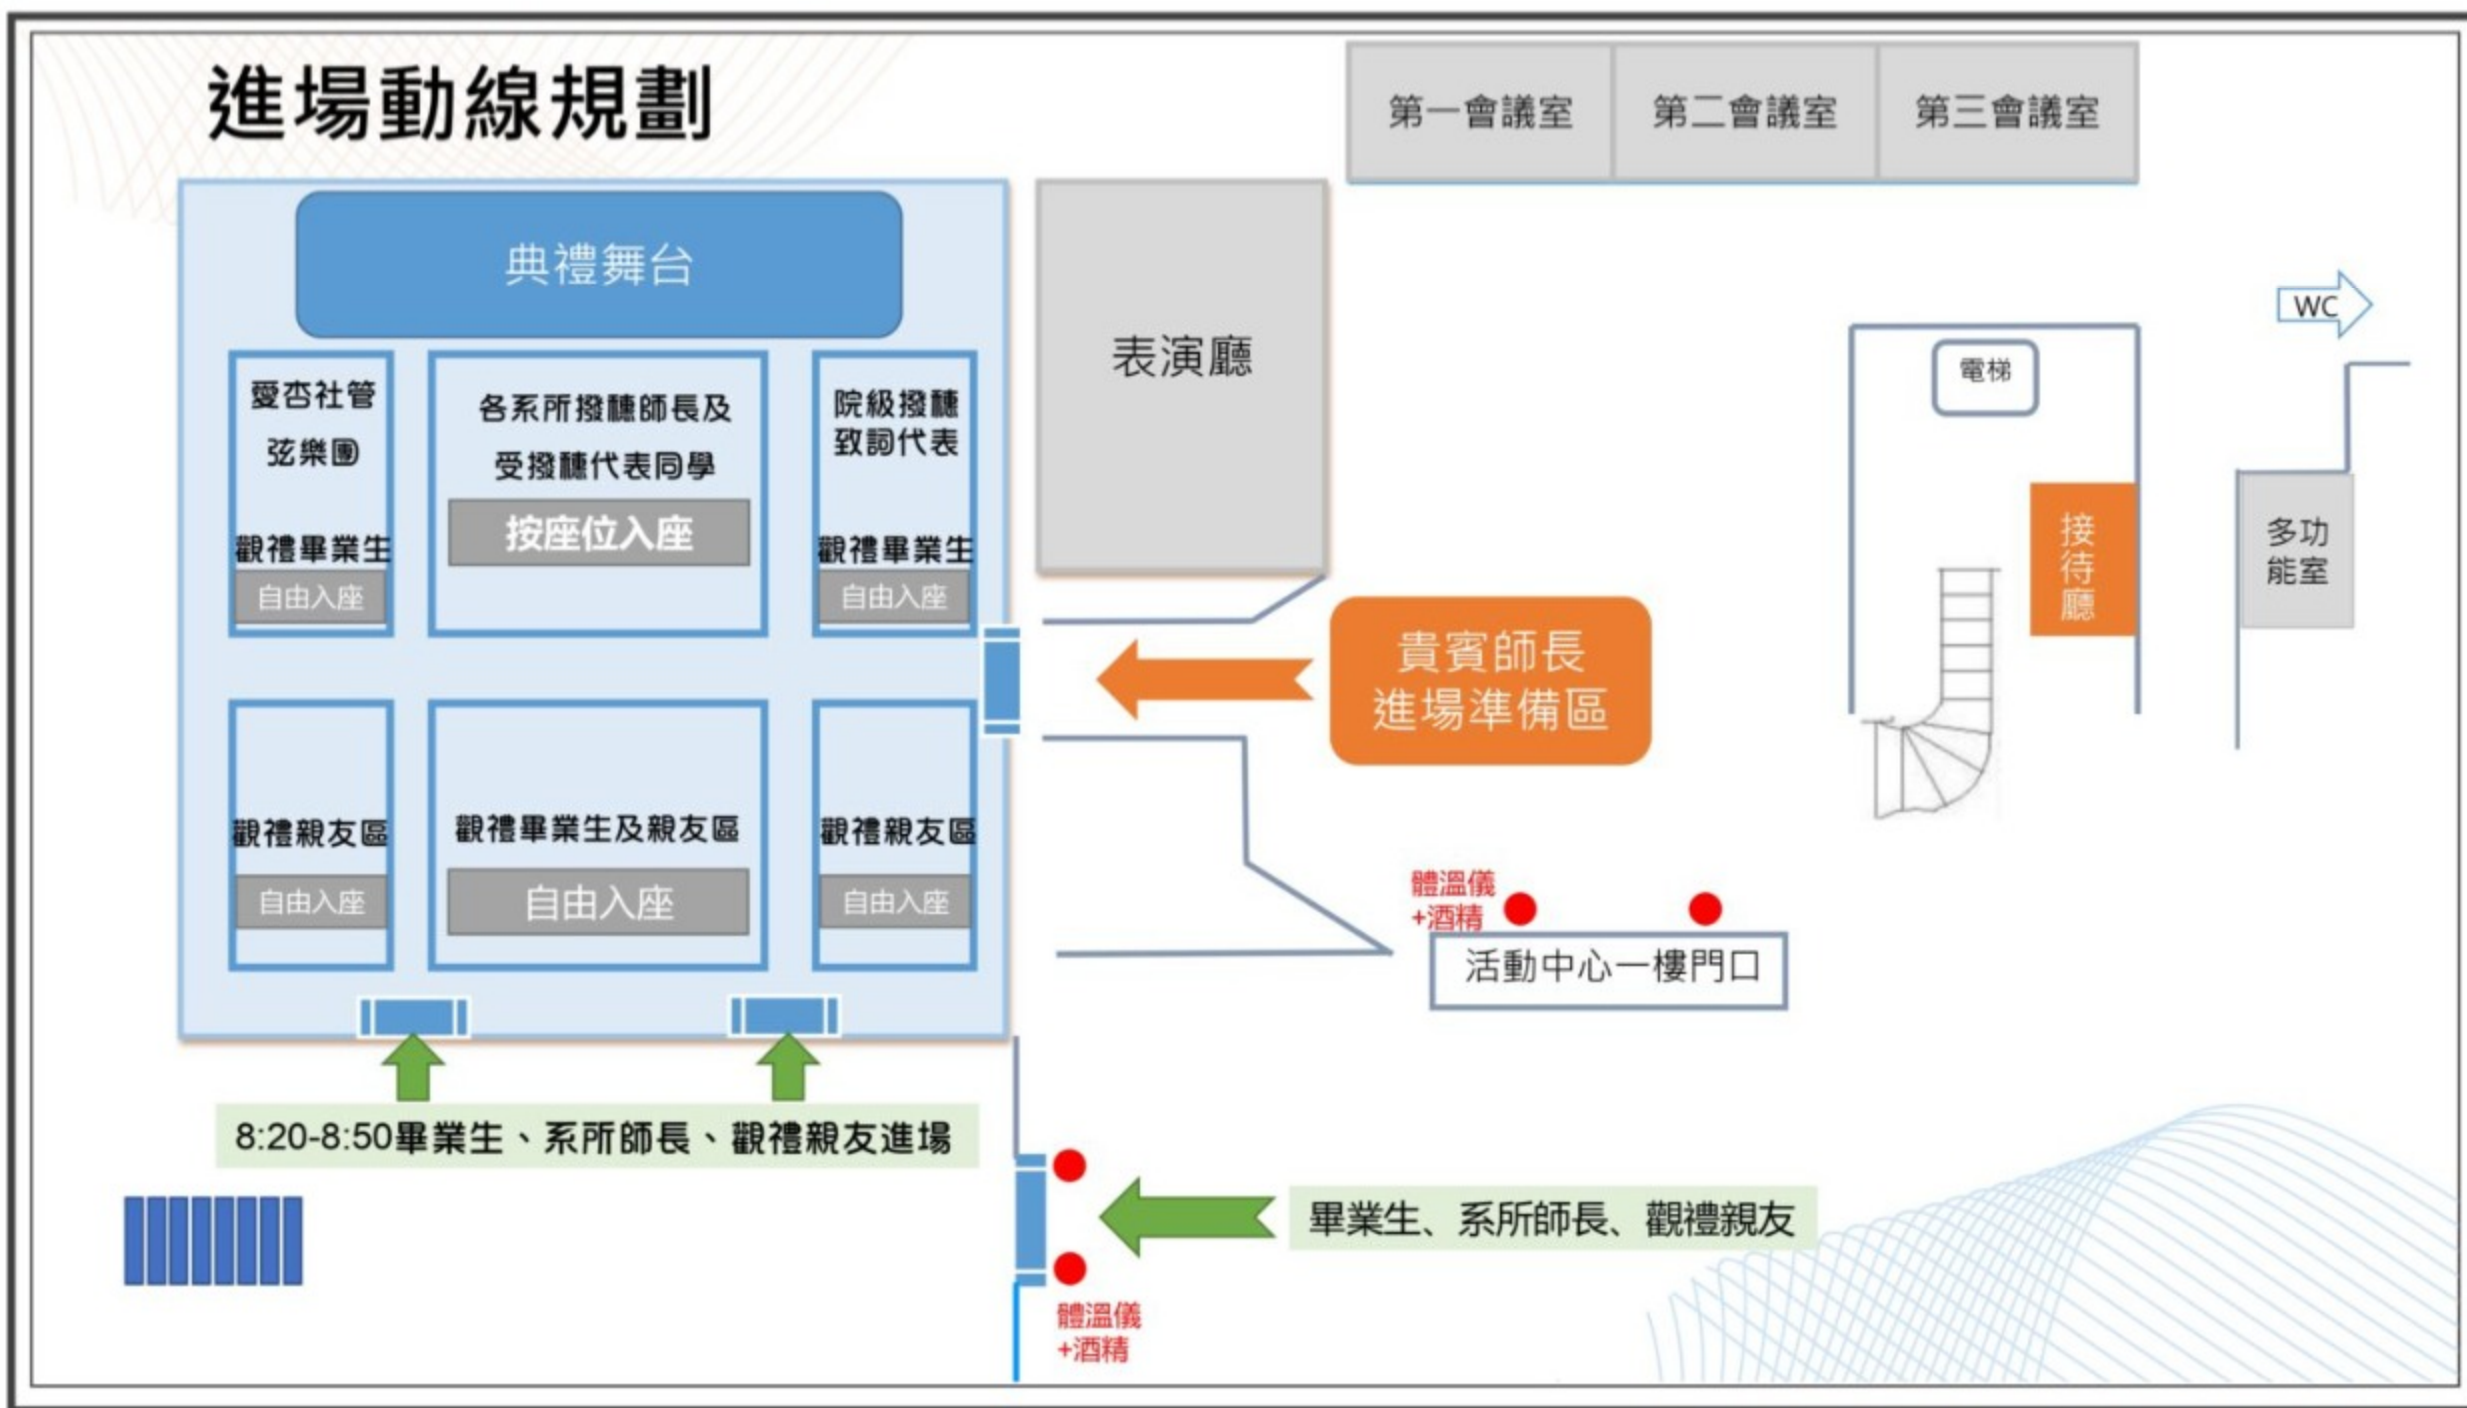 進場動線規劃
第一會議室
第二會議室
第三會議室
典禮舞台
表演廳
WC
電梯
愛杏社管
弦樂團
觀禮畢業生
自由入座
各系所撥穗師長及
受撥穗代表同學
按座位入座
院級撥穗
致詞代表
觀禮畢業生
自由入座
接待廳
多功
能室
貴賓師長
進場準備區
觀禮親友區
自由入座
觀禮畢業生及親友區
自由入座
觀禮親友區
自由入座
體溫儀
+酒精
活動中心一樓門口
8:20-8:50畢業生、系所師長、觀禮親友進場
畢業生、系所師長、觀禮親友
體溫儀
+酒精